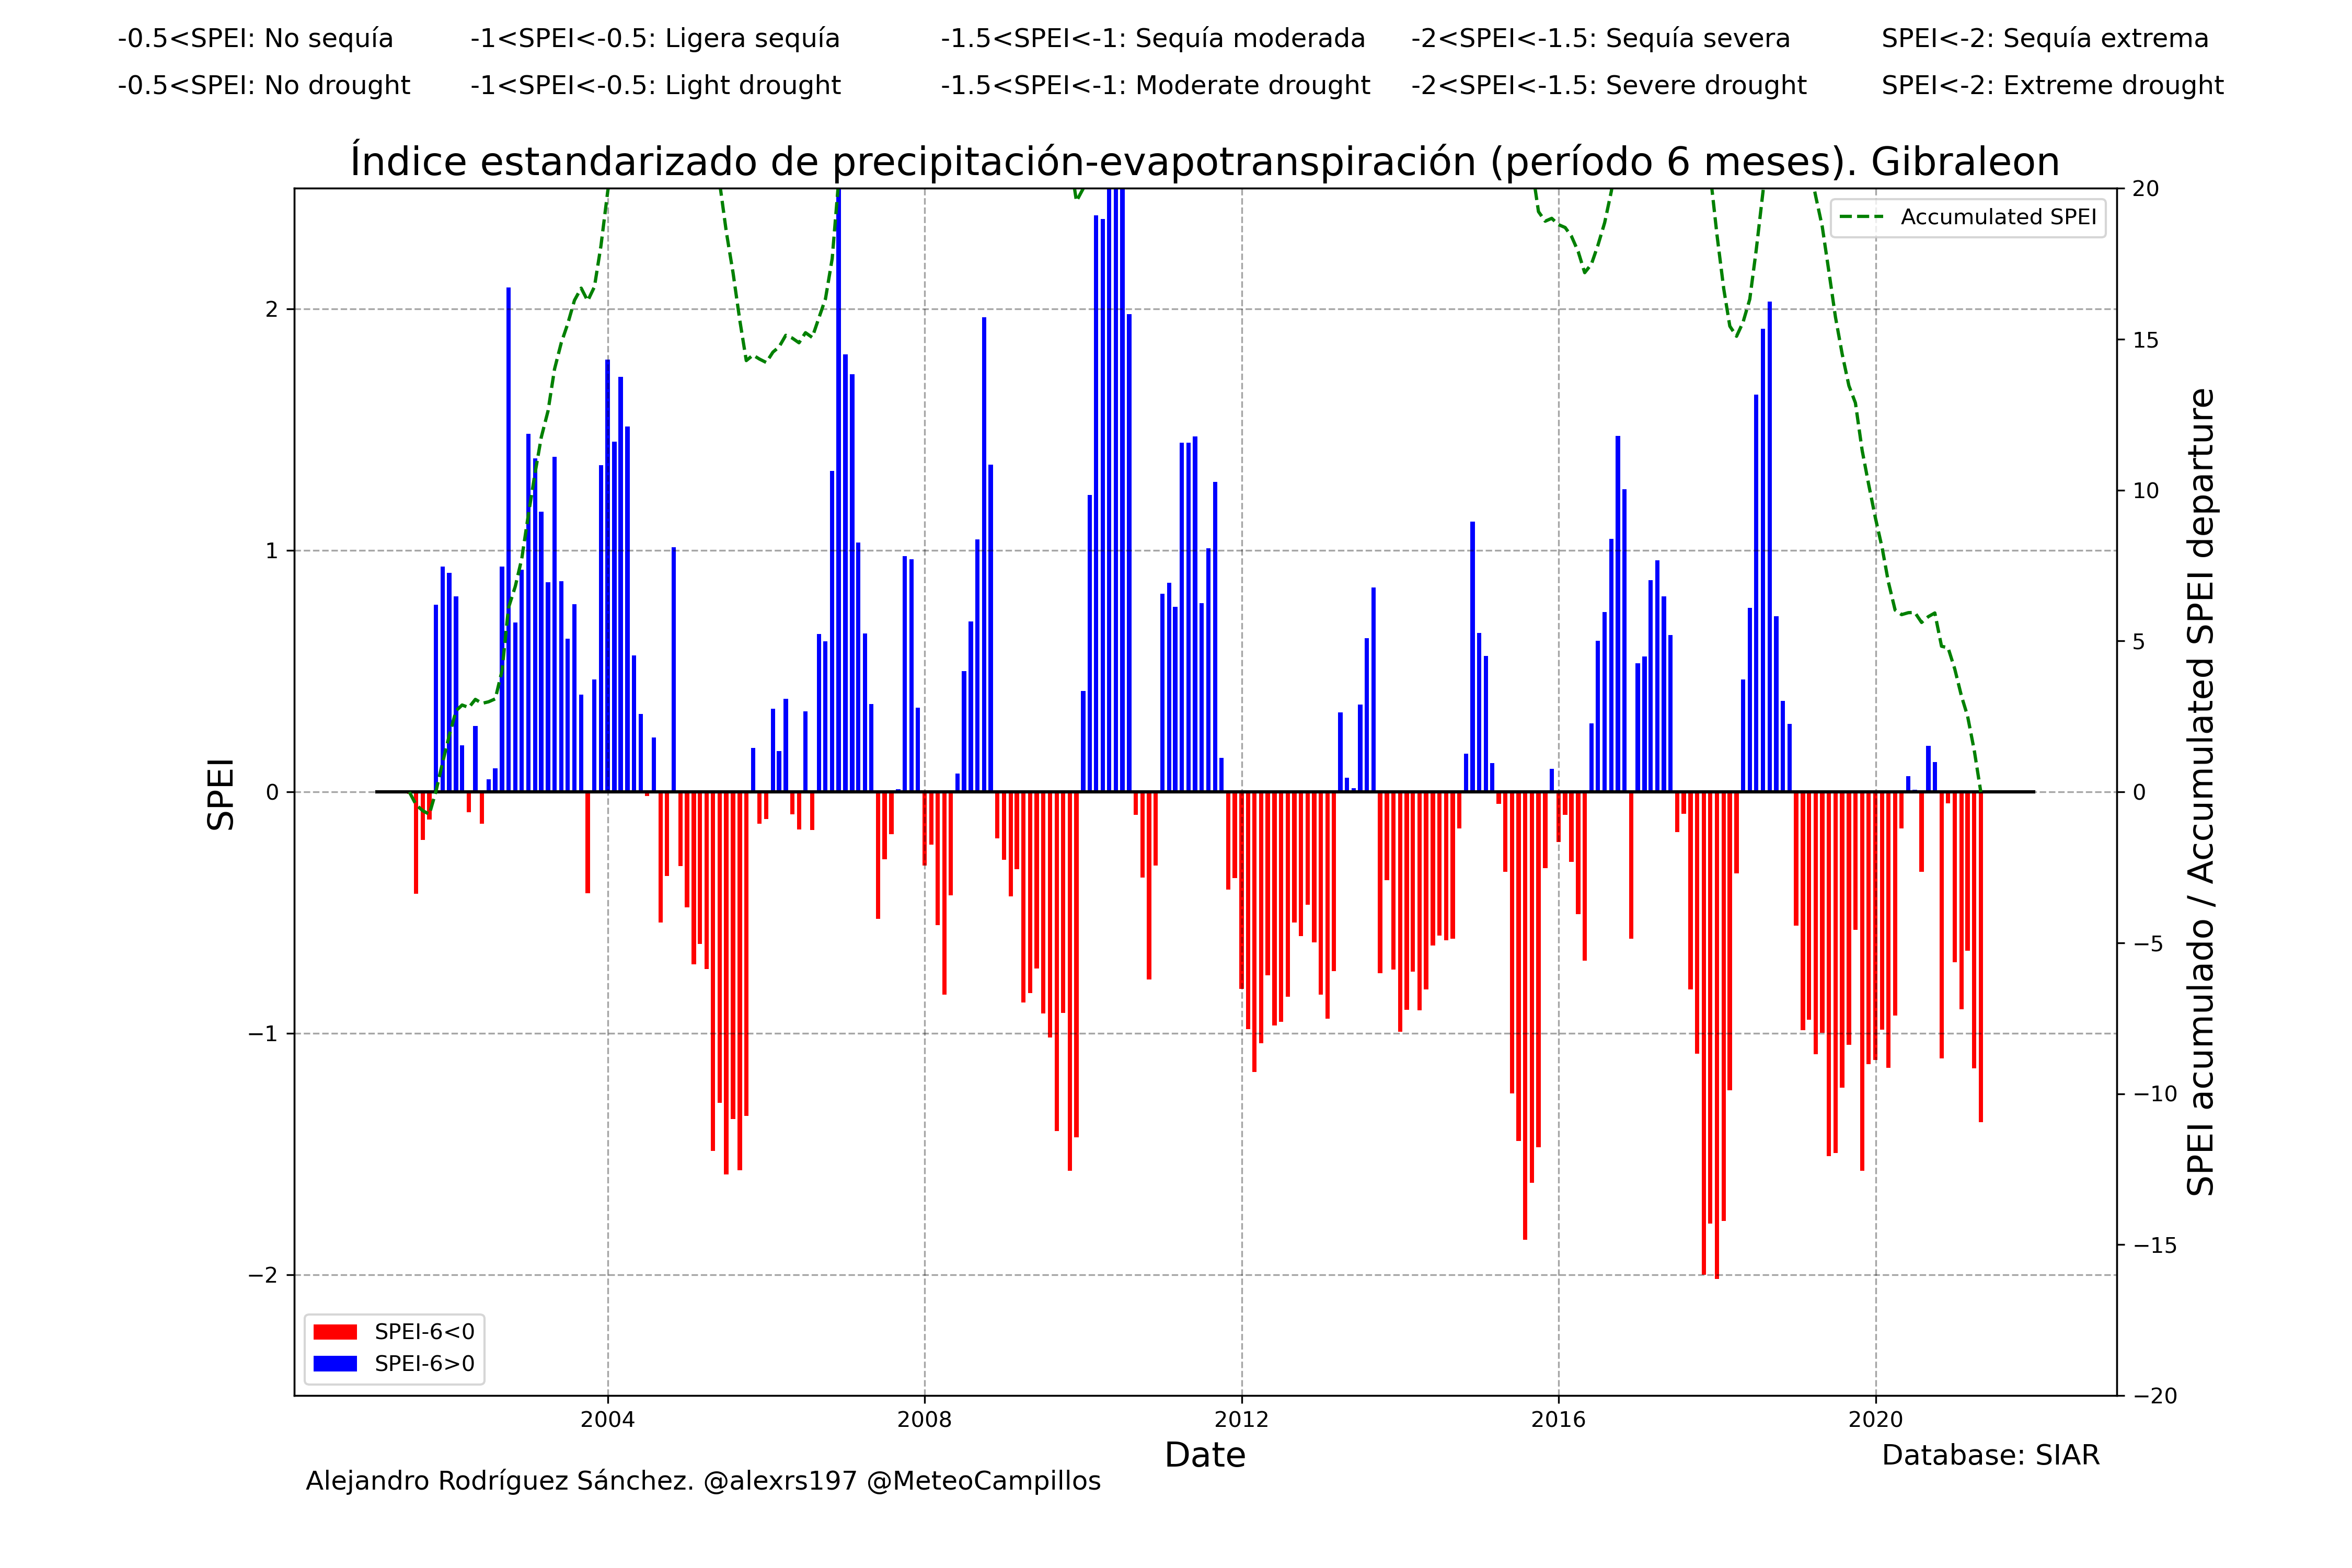 -0.5<SPEI: No sequía -1<SPEI<-0.5: Ligera sequía -1.5<SPEI<-1: Sequía moderada -2<SPEI<-1.5: Sequía severa SPEI<-2: Sequía extrema
-0.5<SPEI: No drought -1<SPEI<-0.5: Light drought -1.5<SPEI<-1: Moderate drought -2<SPEI<-1.5: Severe drought SPEI<-2: Extreme drought
Índice estandarizado de precipitación-evapotranspiración (período 6 meses). Gibraleon
Accumulated SPEI
SPEI
2
1
0
−1
−2
20
15
10
5
0
−5
−10
−15
−20
SPEI acumulado / Accumulated SPEI departure
SPEI-6<0
SPEI-6>0
2004 2008 2012 2016 2020
Date
Database: SIAR
Alejandro Rodríguez Sánchez. @alexrs197 @MeteoCampillos